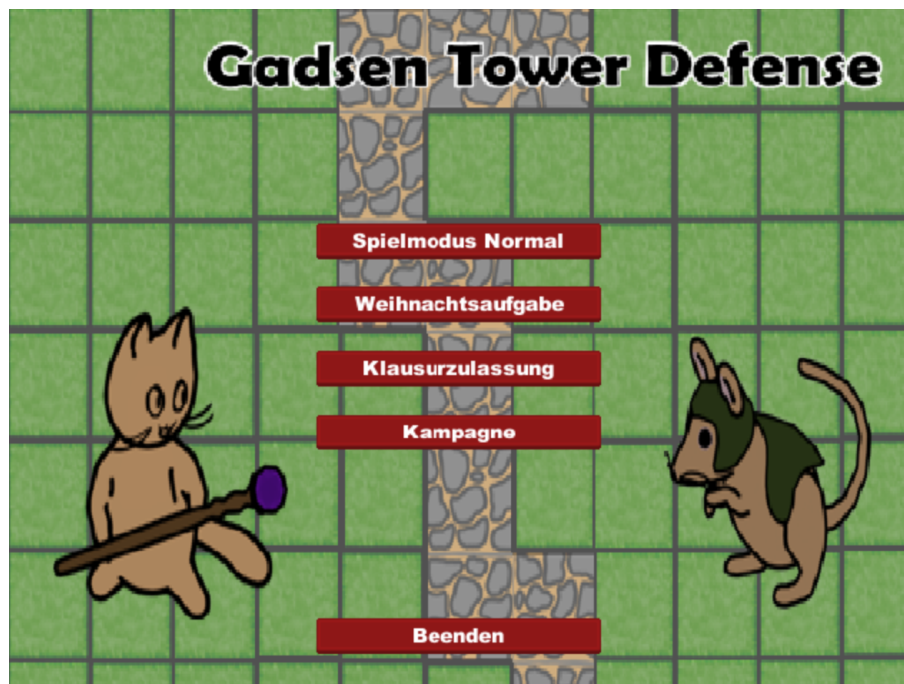 Gadsen Tower Defense
Spielmodus Normal
Weihnachtsaufgabe
Klausurzulassung
Kampagne
Beenden